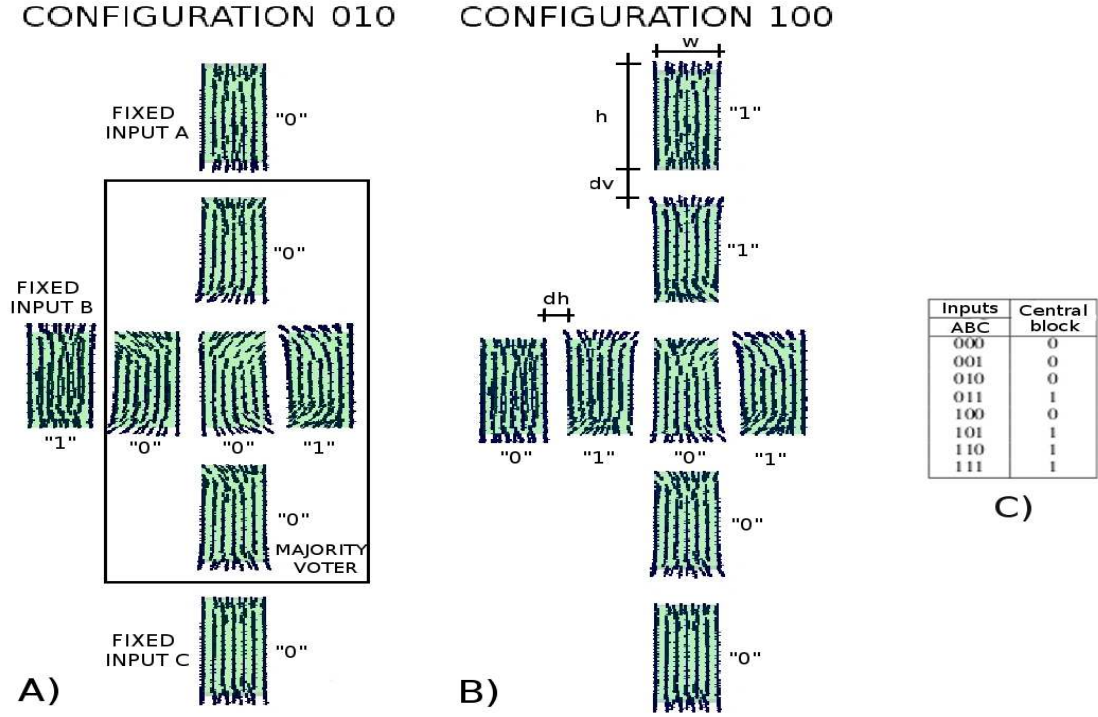 CONFIGURATION 010
FIXED
INPUT A
"0"
"0"
FIXED
INPUT B
"1"
"0"
"0"
"1"
"0"
MAJORITY
VOTER
FIXED
INPUT C
"0"
A)
CONFIGURATION 100
w
h
"1"
dv
"1"
dh
"0"
"1"
"0"
"1"
"0"
"0"
B)
Inputs Central
ABC block
000 0
001 0
010 0
011 1
100 0
101 1
110 1
111 1
C)